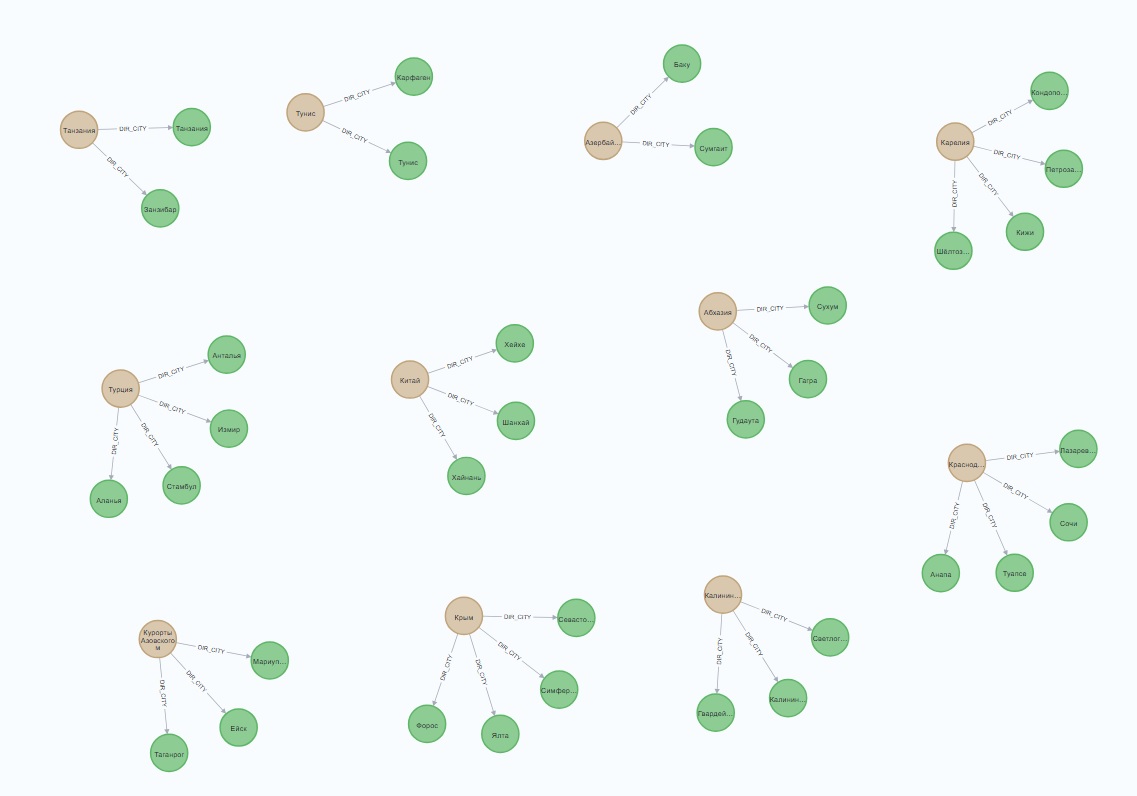 Танзания
DIR_CITY
Танзания
DIR_CITY
Занзибар
Тунис
DIR_CITY
Карфаген
DIR_CITY
Тунис
Азербай...
DIR_CITY
Баку
DIR_CITY
Сумгаит
Карелия
DIR_CITY
Кондопо...
DIR_CITY
Петроза...
DIR_CITY
Кижи
DIR_CITY
Шёлтоз...
Турция
DIR_CITY
Анталья
DIR_CITY
Измир
DIR_CITY
Стамбул
DIR_CITY
Аланья
Китай
DIR_CITY
Хейхе
DIR_CITY
Шанхай
DIR_CITY
Хайнань
Абхазия
DIR_CITY
Сухум
DIR_CITY
Гагра
DIR_CITY
Гудаута
Краснод...
DIR_CITY
Лазарев...
DIR_CITY
Сочи
DIR_CITY
Туапсе
DIR_CITY
Анапа
Курорты
Азовского
м
DIR_CITY
Мариуп...
DIR_CITY
Ейск
DIR_CITY
Таганрог
Крым
DIR_CITY
Севасто...
DIR_CITY
Симфер...
DIR_CITY
Ялта
DIR_CITY
Форос
Калинин...
DIR_CITY
Светлог...
DIR_CITY
Калинин...
DIR_CITY
Гвардей...